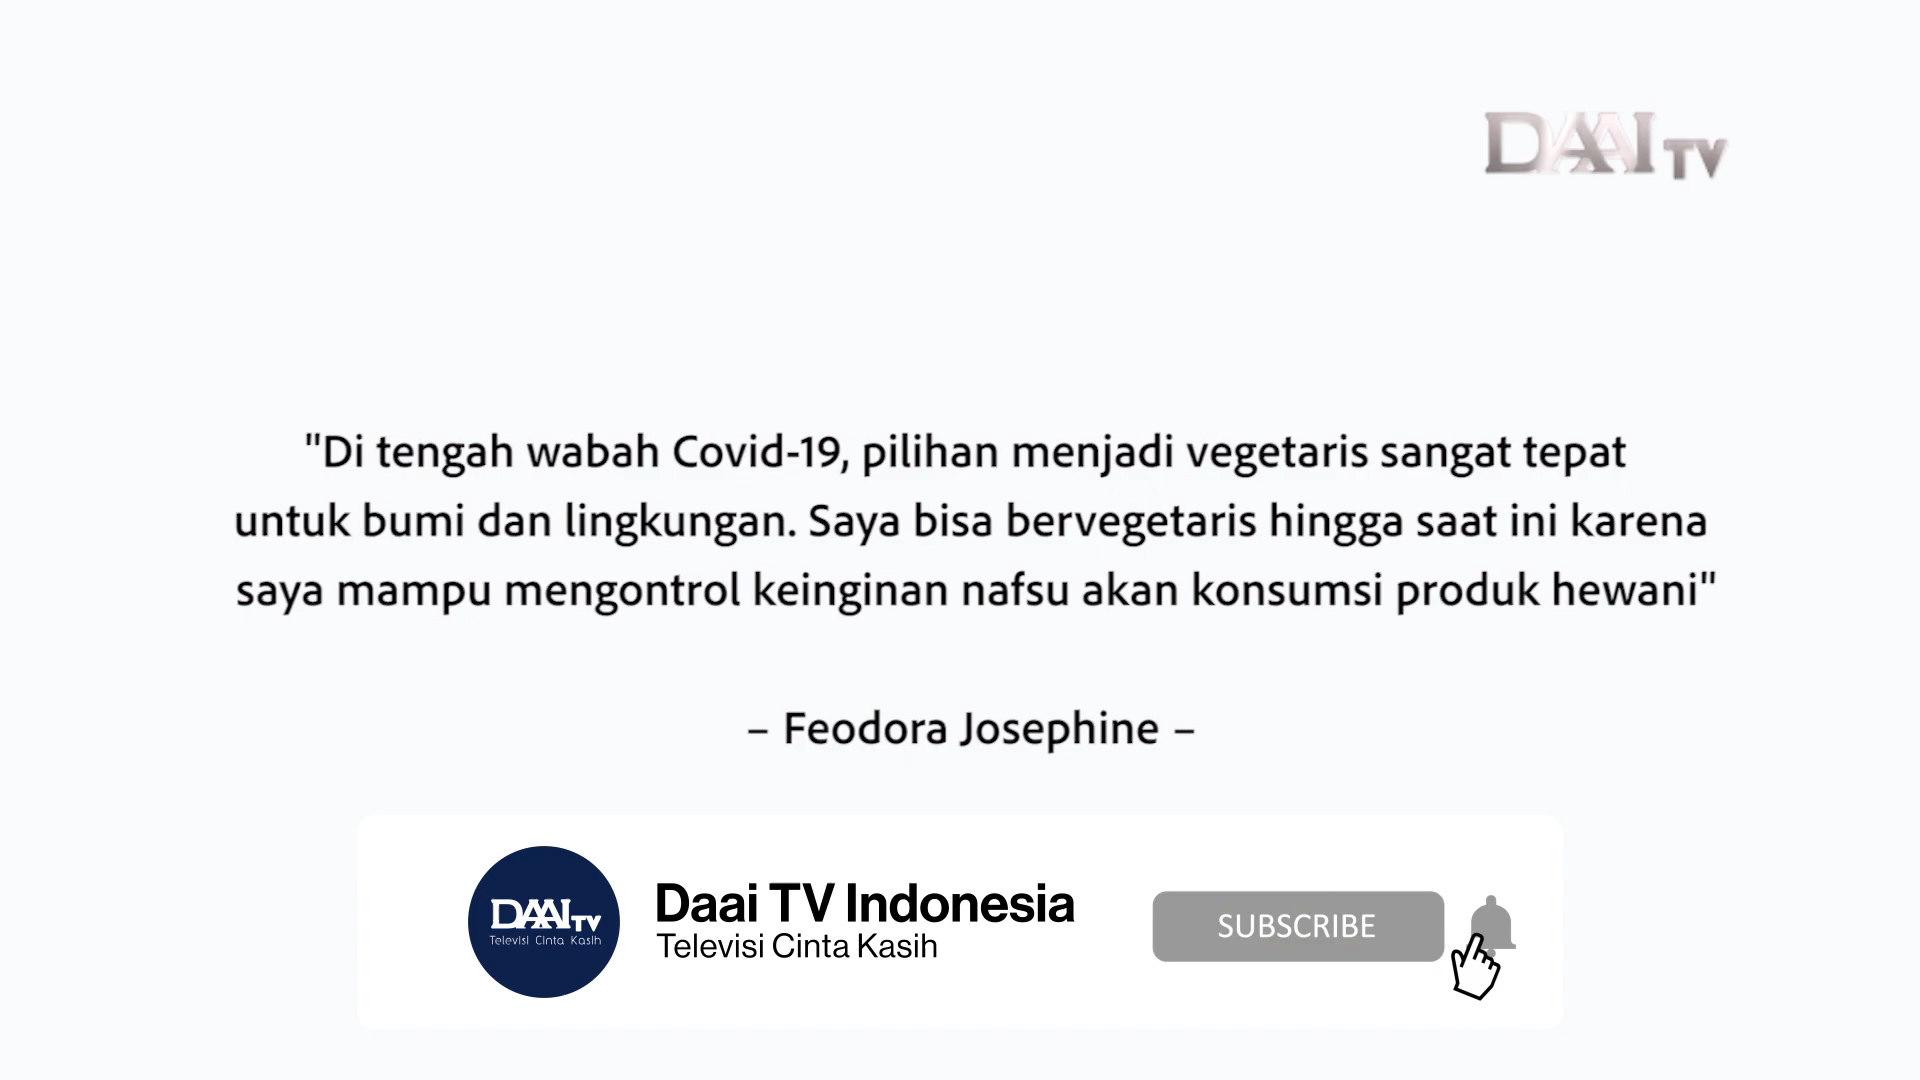 DAAI TV
"Di tengah wabah Covid-19, pilihan menjadi vegetaris sangat tepat
untuk bumi dan lingkungan. Saya bisa bervegetaris hingga saat ini karena
saya mampu mengontrol keinginan nafsu akan konsumsi produk hewani"
– Feodora Josephine –
DAAI TV
Televisi Cinta Kasih
Daai TV Indonesia
Televisi Cinta Kasih
SUBSCRIBE